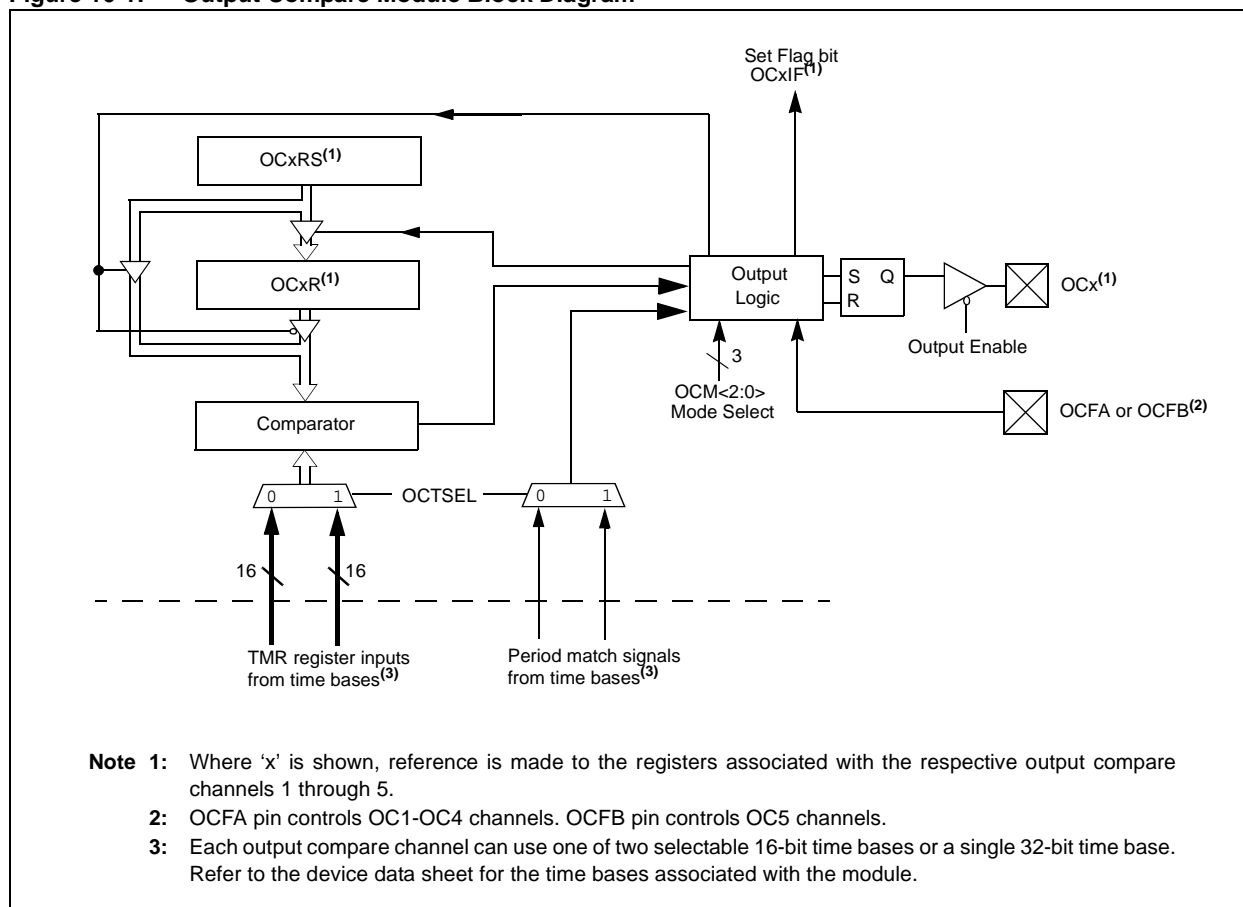 Set Flag bit
OCxIF(1)
OCxRS(1)
OCxR(1)
Output
Logic
S Q
R
OCx(1)
Output Enable
3
OCM<2:0>
Mode Select
OCFA or OCFB(2)
Comparator
0 1
OCTSEL
0 1
16
16
TMR register inputs
from time bases(3)
Period match signals
from time bases(3)
Note 1: Where ‘x’ is shown, reference is made to the registers associated with the respective output compare
channels 1 through 5.
2: OCFA pin controls OC1-OC4 channels. OCFB pin controls OC5 channels.
3: Each output compare channel can use one of two selectable 16-bit time bases or a single 32-bit time base.
Refer to the device data sheet for the time bases associated with the module.